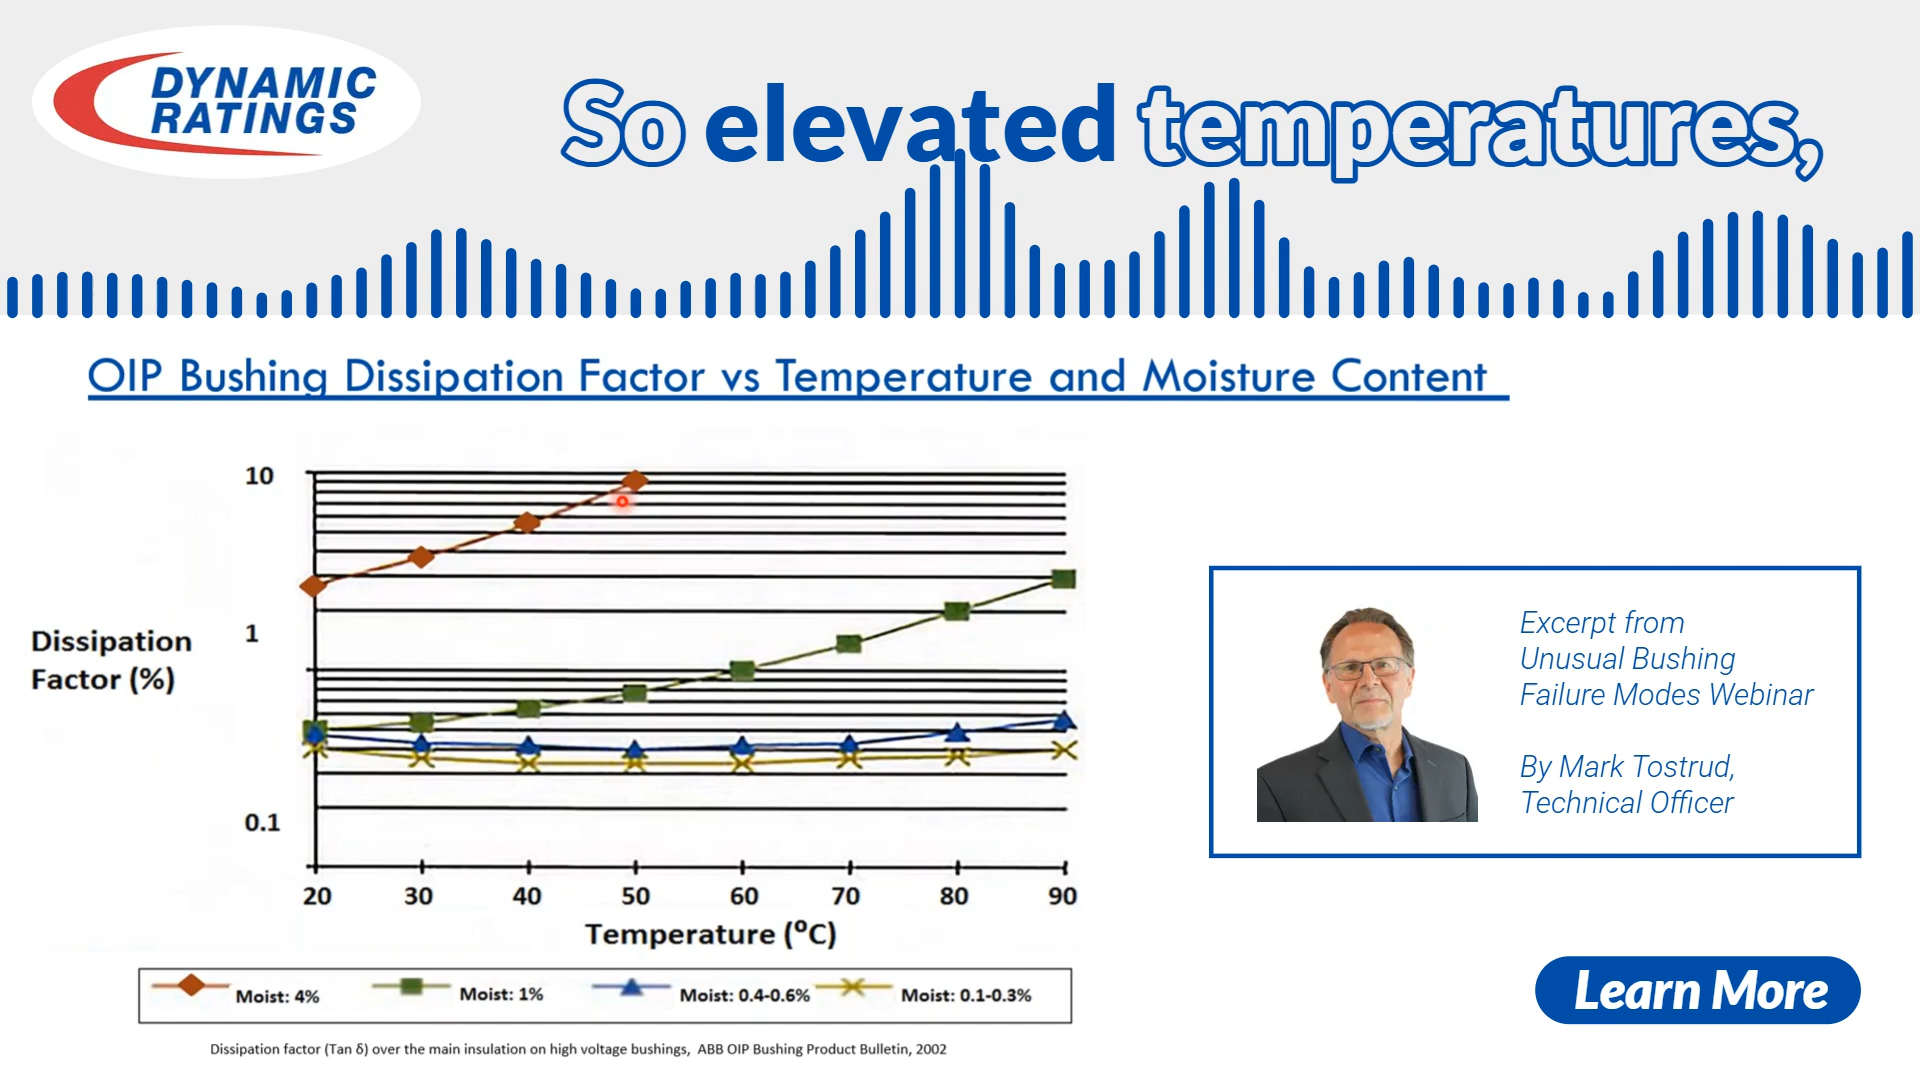 DYNAMIC
RATINGS
So elevated temperatures,
OIP Bushing Dissipation Factor vs Temperature and Moisture Content
10
1
0.1
Dissipation
Factor (%)
20 30 40 50 60 70 80 90
Temperature (⁰C)
Moist: 4% Moist: 1% Moist: 0.4-0.6% Moist: 0.1-0.3%
Dissipation factor (Tan δ) over the main insulation on high voltage bushings, ABB OIP Bushing Product Bulletin, 2002
Excerpt from
Unusual Bushing
Failure Modes Webinar
By Mark Tostrud,
Technical Officer
Learn More